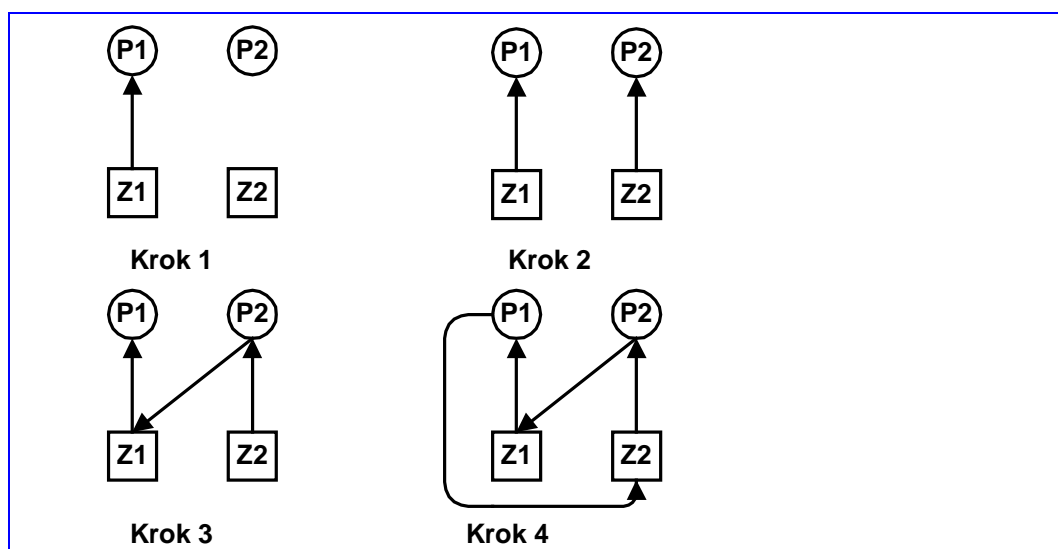 P1 P2 P1 P2
Z1 Z2 Z1 Z2
Krok 1 Krok 2
P1 P2 P1 P2
Z1 Z2 Z1 Z2
Krok 3 Krok 4